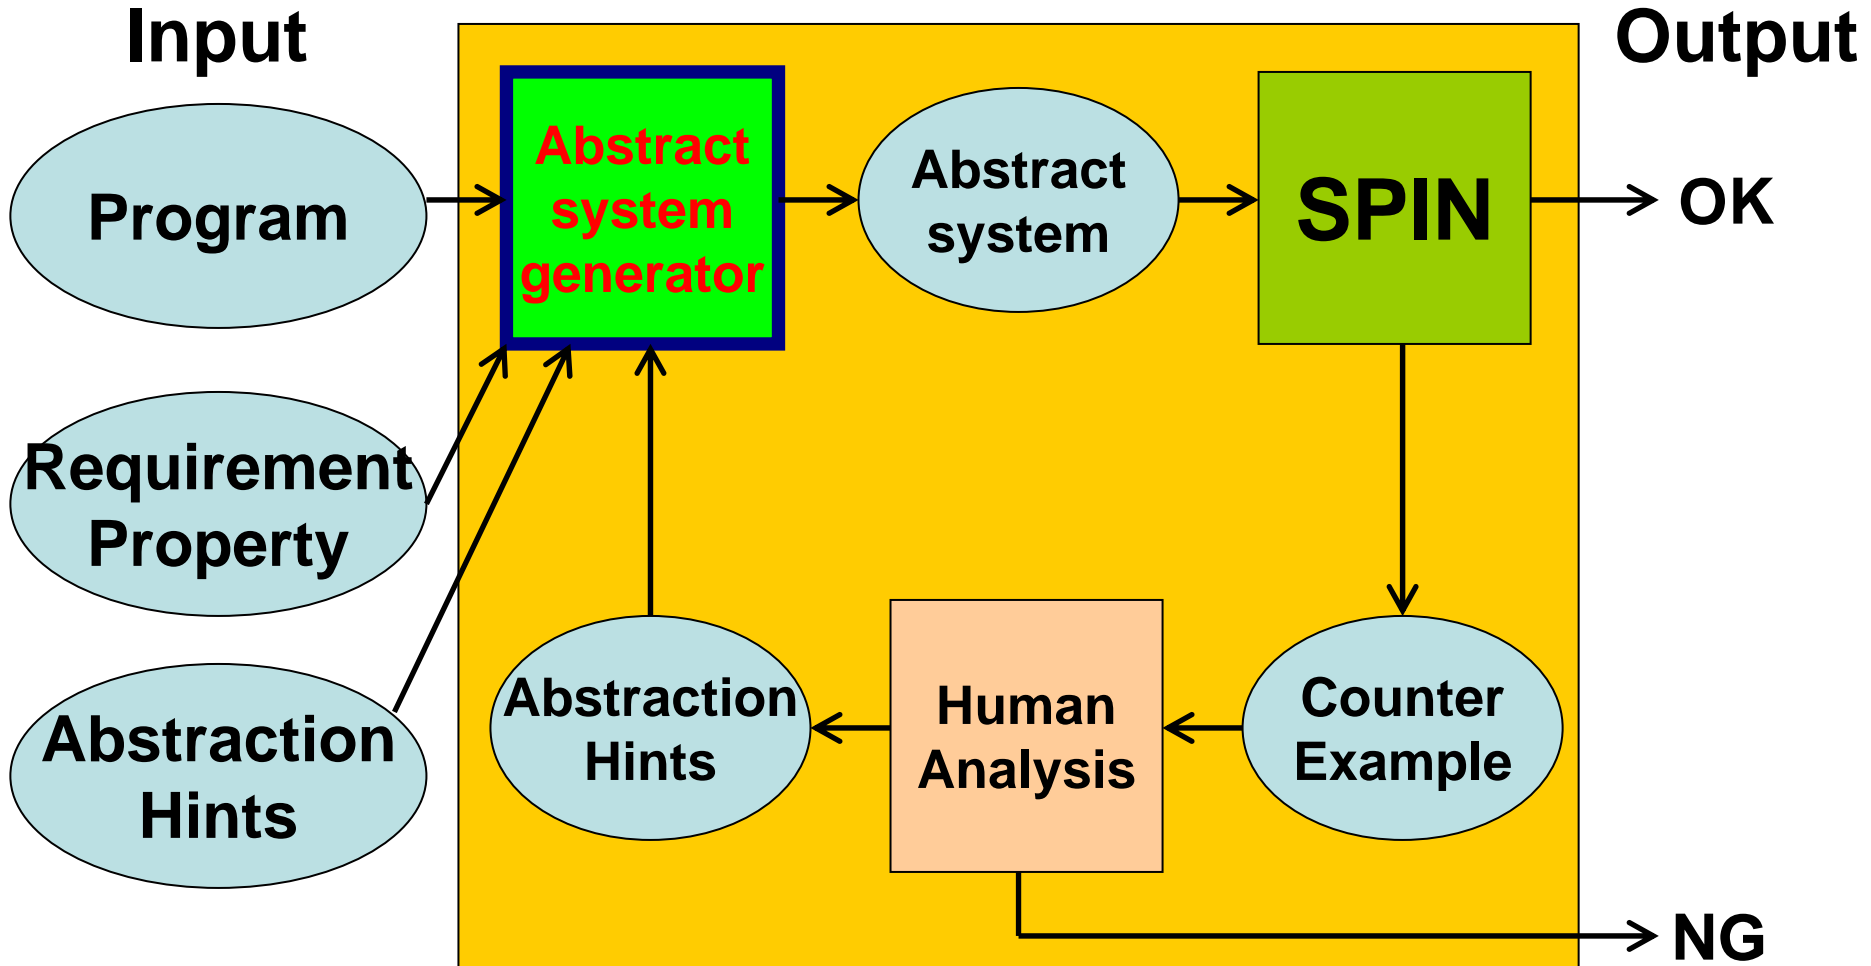 Input
Output
Program
Abstract
system
generator
Abstract
system
SPIN
OK
Requirement
Property
Abstraction
Hints
Abstraction
Hints
Human
Analysis
Counter
Example
NG